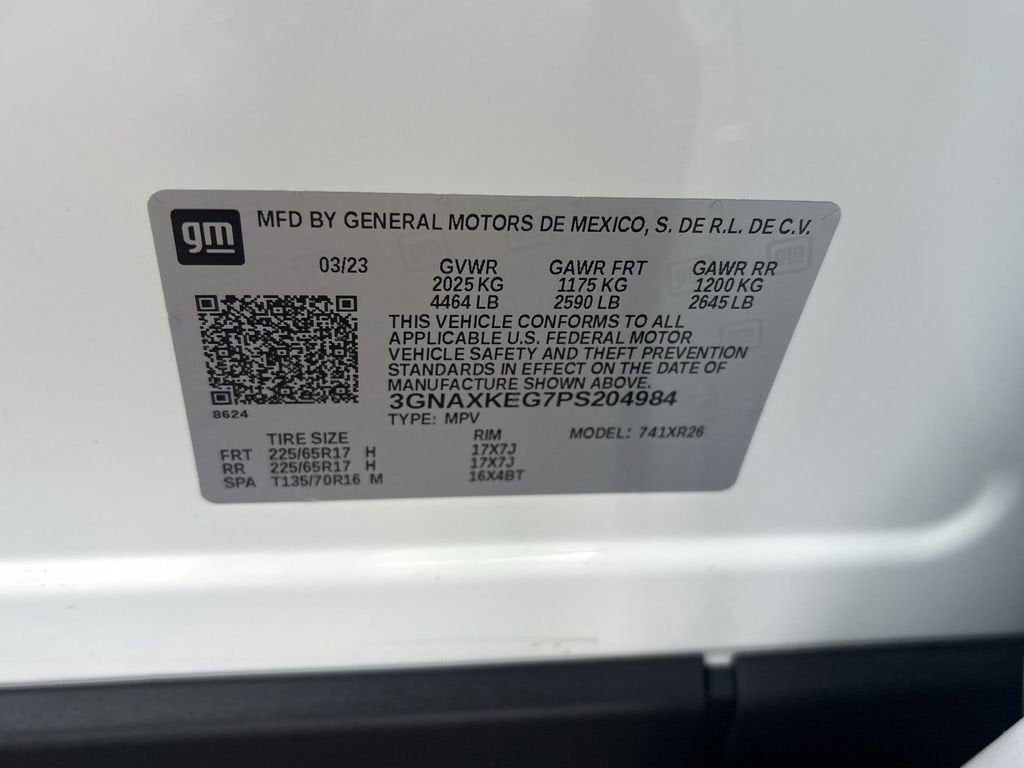 gm
MFD BY GENERAL MOTORS DE MEXICO, S. DE R.L. DE C.V.
03/23 GVWR GAWR FRT GAWR RR
2025 KG 1175 KG 1200 KG
4464 LB 2590 LB 2645 LB
THIS VEHICLE CONFORMS TO ALL
APPLICABLE U.S. FEDERAL MOTOR
VEHICLE SAFETY AND THEFT PREVENTION
STANDARDS IN EFFECT ON THE DATE OF
MANUFACTURE SHOWN ABOVE.
3GNAXKEG7PS204984
8624
TYPE: MPV
TIRE SIZE RIM MODEL: 741XR26
FRT 225/65R17 H 17X7J
RR 225/65R17 H 17X7J
SPA T135/70R16 M 16X4BT